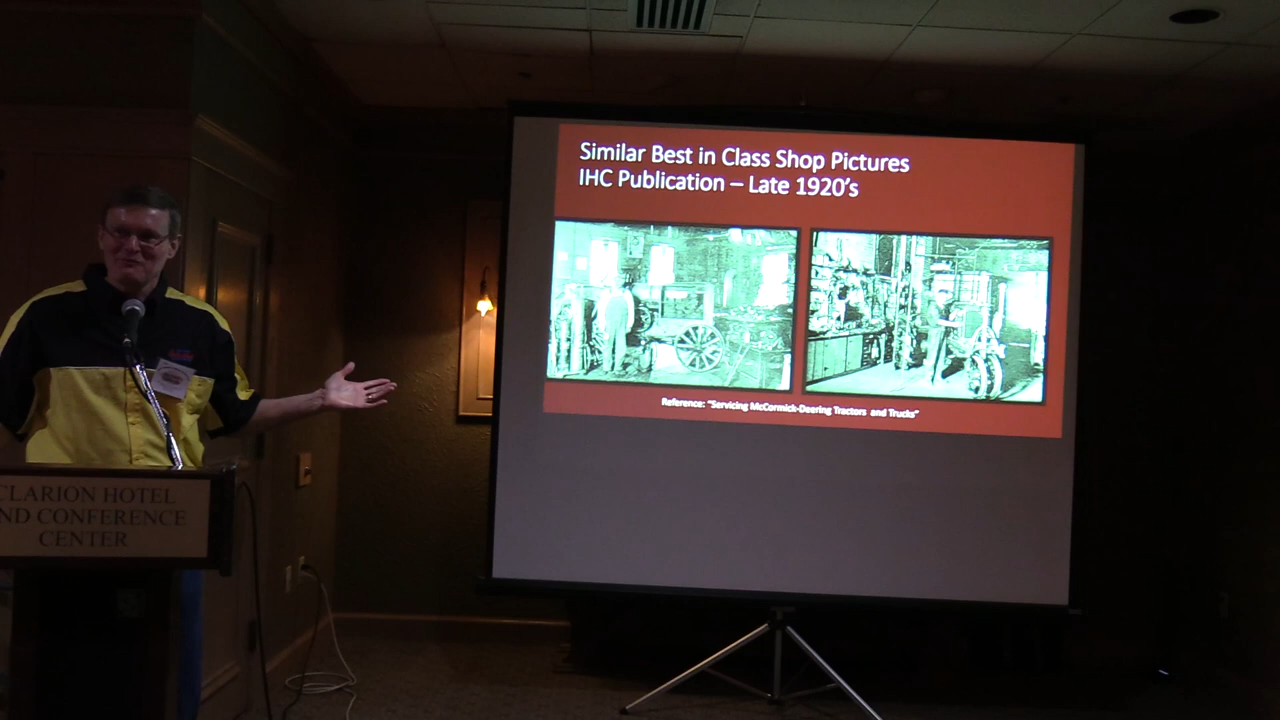 Similar Best in Class Shop Pictures
IHC Publication – Late 1920's
Reference: "Servicing McCormick-Deering Tractors and Trucks"
CLARION HOTEL
ND CONFERENCE
CENTER